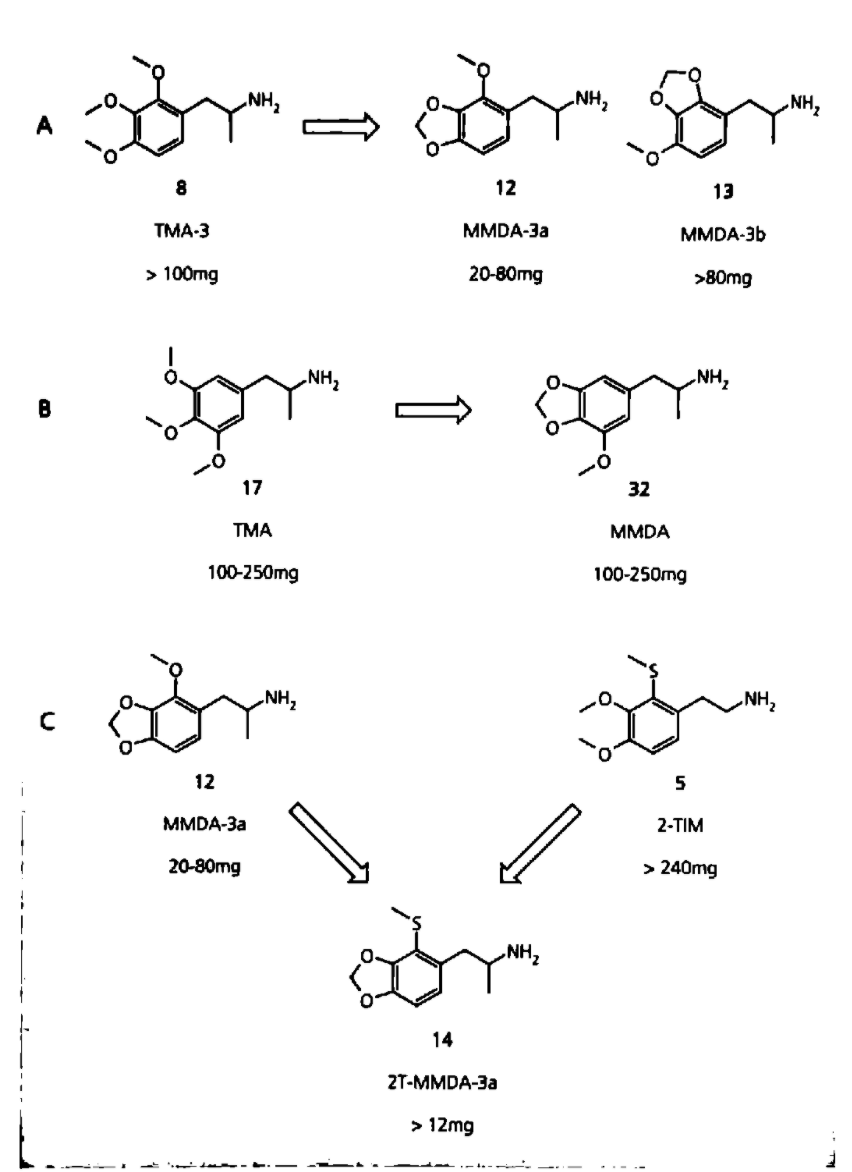 A
O
O
O
NH2
8
TMA-3
> 100mg
O
O
O
NH2
12
MMDA-3a
20-80mg
O
O
O
NH2
13
MMDA-3b
>80mg
B
O
O
O
NH2
17
TMA
100-250mg
O
O
O
NH2
32
MMDA
100-250mg
C
O
O
O
NH2
12
MMDA-3a
20-80mg
S
O
O
NH2
5
2-TIM
> 240mg
S
O
O
NH2
14
2T-MMDA-3a
> 12mg